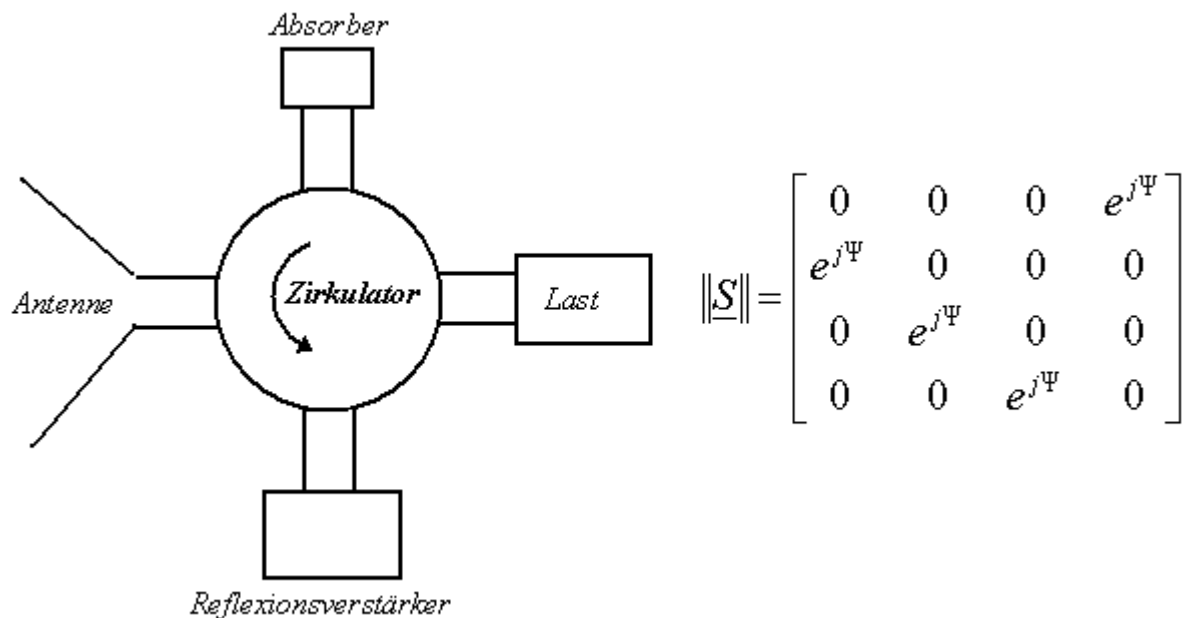 Absorber
Antenne
Zirkulator
Last
Reflexionsverstärker
‖S‖ =
0 0 0 e^{jΨ}
e^{jΨ} 0 0 0
0 e^{jΨ} 0 0
0 0 e^{jΨ} 0